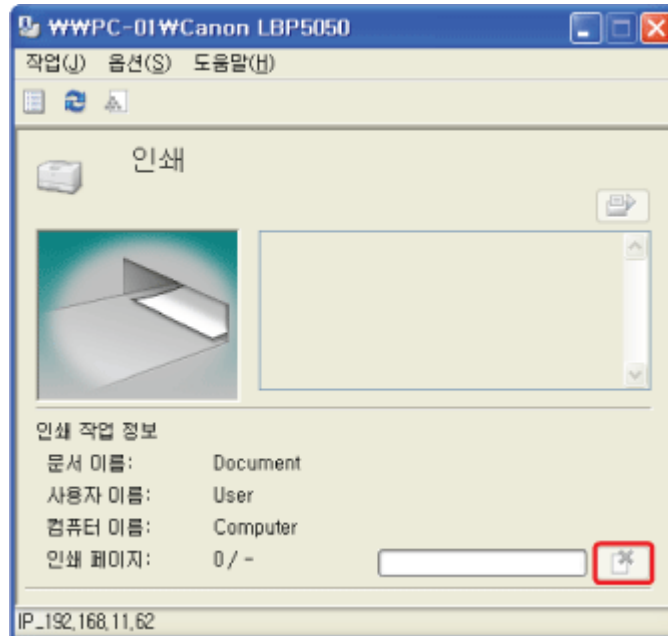 ₩₩PC-01₩Canon LBP5050
작업(J) 옵션(S) 도움말(H)
인쇄
인쇄 작업 정보
문서 이름: Document
사용자 이름: User
컴퓨터 이름: Computer
인쇄 페이지: 0 / -
IP_192,168,11,62